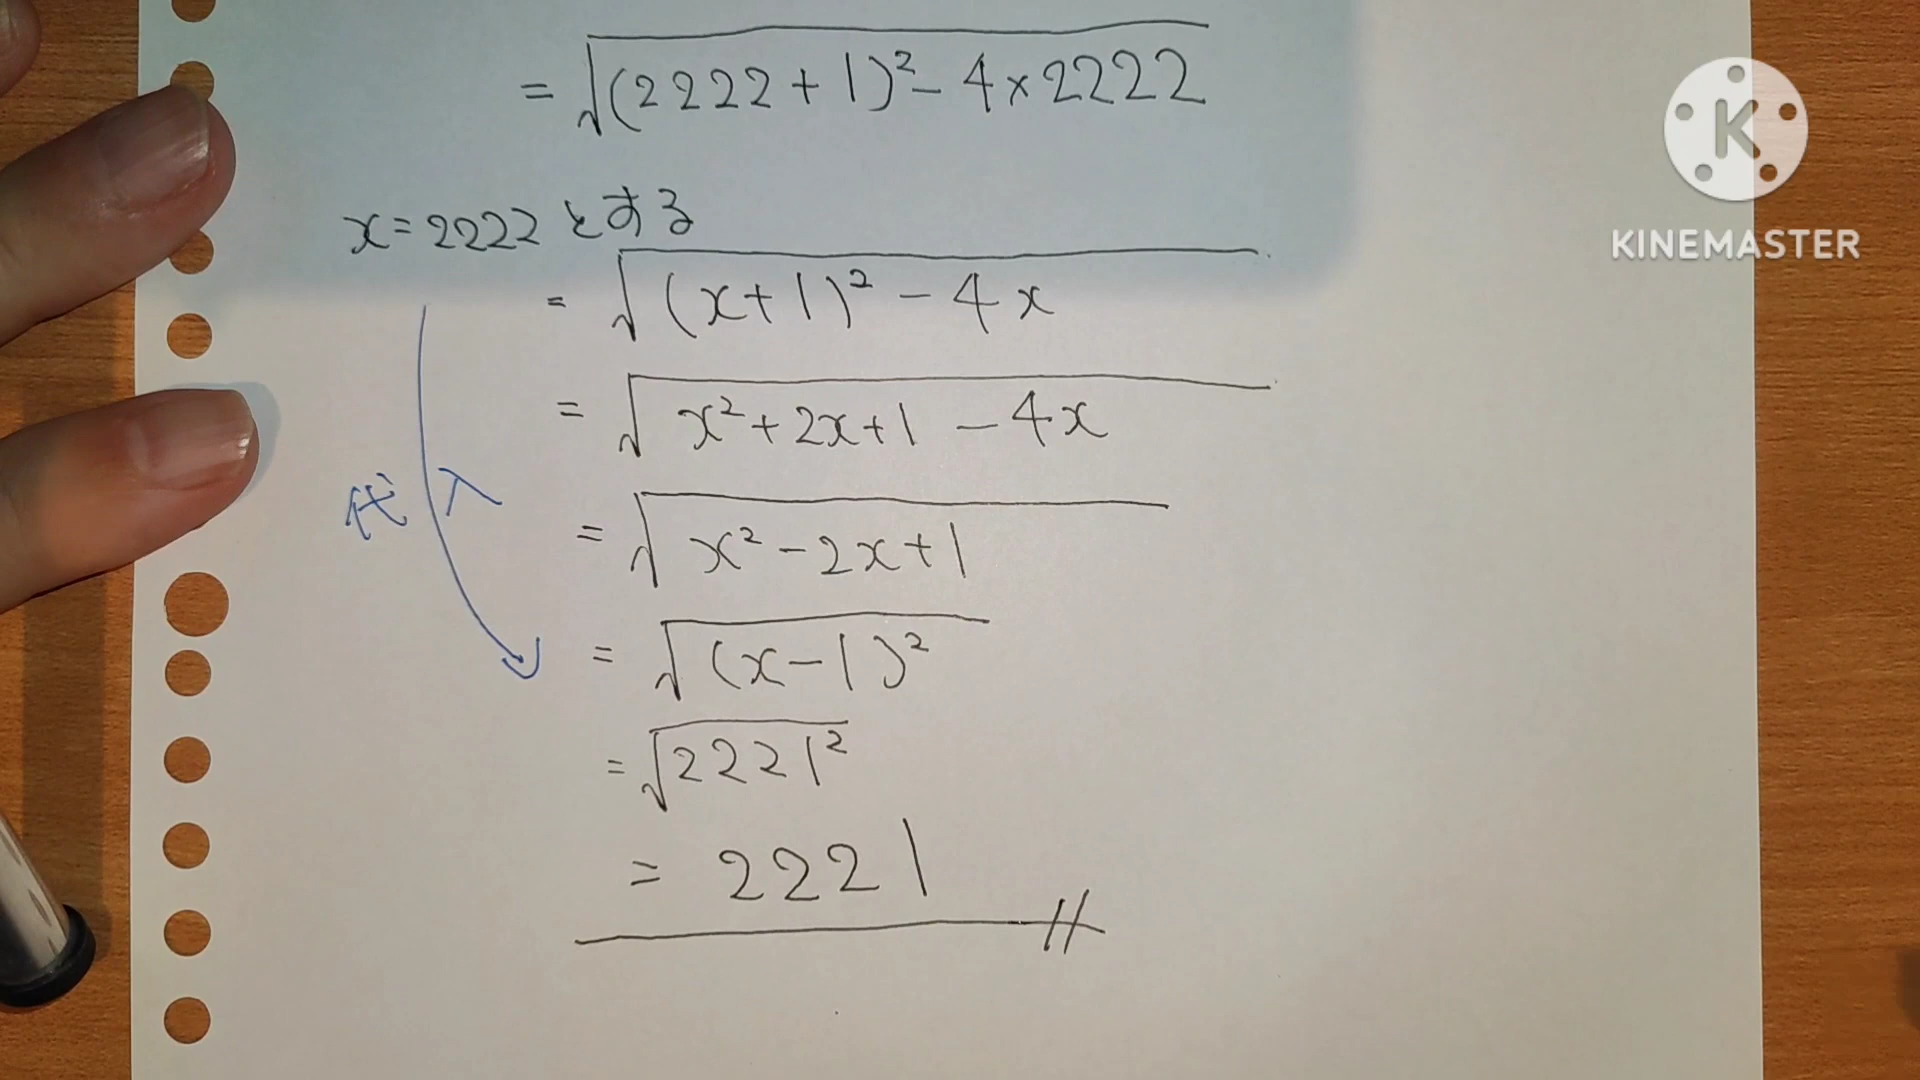 = √(2222+1)² - 4×2222
x=2222 とする
= √(x+1)² - 4x
= √x²+2x+1 - 4x
= √x² - 2x+1
= √(x-1)²
= √2221²
= 2221
代入
K
KINEMASTER